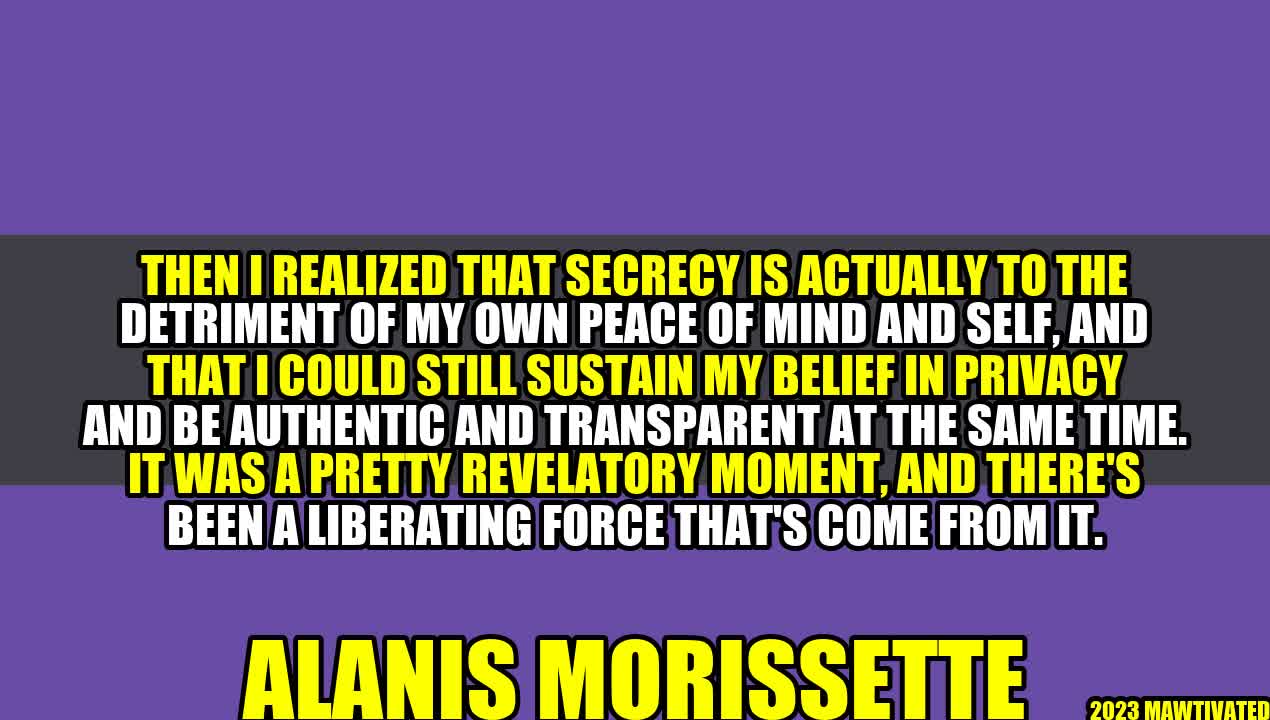 THEN I REALIZED THAT SECRECY IS ACTUALLY TO THE
DETRIMENT OF MY OWN PEACE OF MIND AND SELF, AND
THAT I COULD STILL SUSTAIN MY BELIEF IN PRIVACY
AND BE AUTHENTIC AND TRANSPARENT AT THE SAME TIME.
IT WAS A PRETTY REVELATORY MOMENT, AND THERE'S
BEEN A LIBERATING FORCE THAT'S COME FROM IT.
ALANIS MORISSETTE
2023 MAWTIVATED